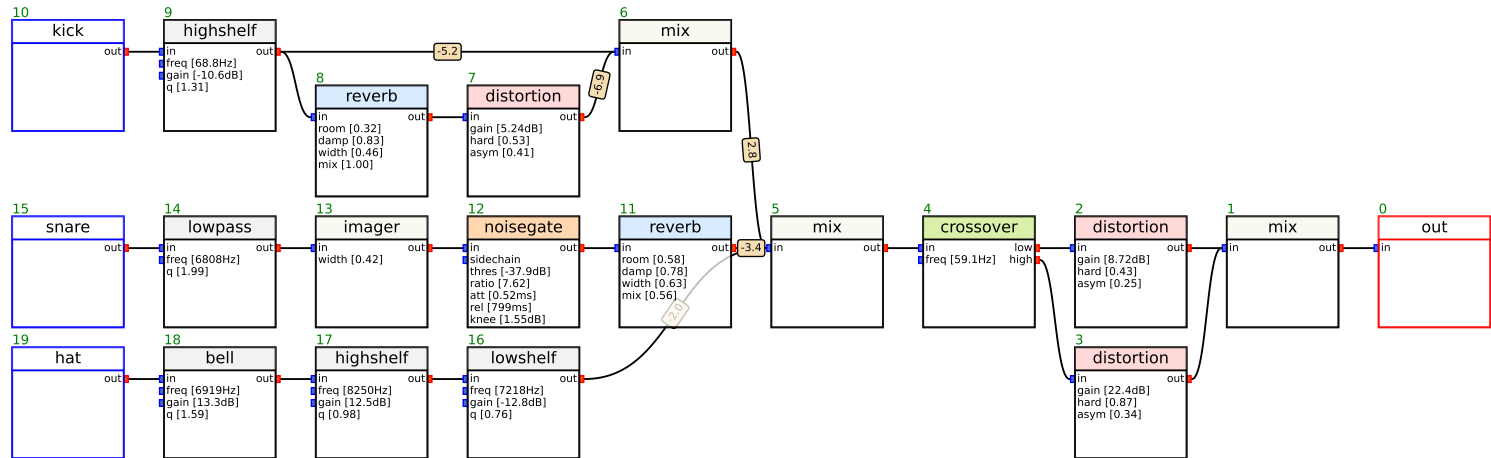 10
kick
out
9
highshelf
in out
freq [68.8Hz]
gain [-10.6dB]
q [1.31]
-5.2
8
reverb
in out
room [0.32]
damp [0.83]
width [0.46]
mix [1.00]
7
distortion
in out
gain [5.24dB]
hard [0.53]
asym [0.41]
-6.9
6
mix
in out
2.8
15
snare
out
14
lowpass
in out
freq [6808Hz]
q [1.99]
13
imager
in out
width [0.42]
12
noisegate
in out
sidechain
thres [-37.9dB]
ratio [7.62]
att [0.52ms]
rel [799ms]
knee [1.55dB]
11
reverb
in out
room [0.58]
damp [0.78]
width [0.63]
mix [0.56]
-3.4
5
mix
in out
4
crossover
in low
freq [59.1Hz] high
2
distortion
in out
gain [8.72dB]
hard [0.43]
asym [0.25]
1
mix
in out
0
out
in
19
hat
out
18
bell
in out
freq [6919Hz]
gain [13.3dB]
q [1.59]
17
highshelf
in out
freq [8250Hz]
gain [12.5dB]
q [0.98]
16
lowshelf
in out
freq [7218Hz]
gain [-12.8dB]
q [0.76]
-2.0
3
distortion
in out
gain [22.4dB]
hard [0.87]
asym [0.34]